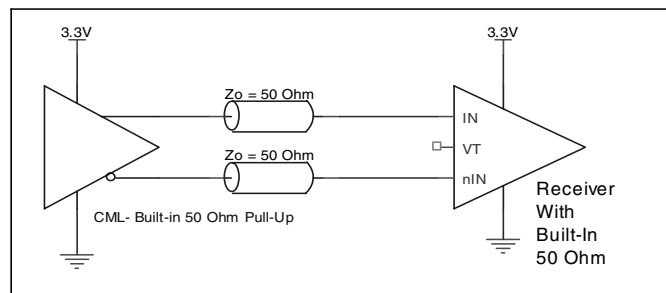 3.3V
3.3V
Zo = 50 Ohm
IN
VT
Zo = 50 Ohm
nIN
CML- Built-in 50 Ohm Pull-Up
Receiver
With
Built-In
50 Ohm